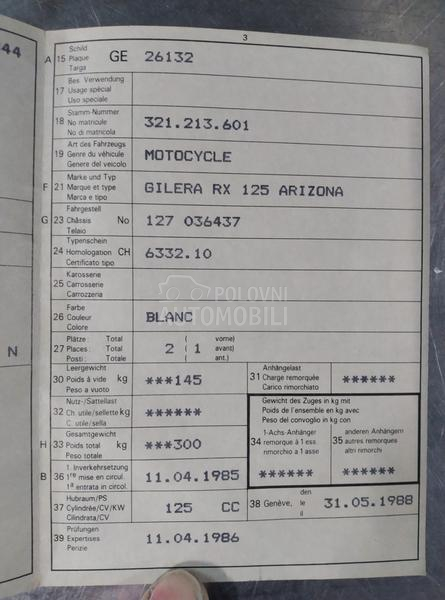 44
3
A 15 Schild
Plaque
Targa
GE 26132
17 Bes. Verwendung
Usage spécial
Uso speciale
18 Stamm-Nummer
No matricule
No di matricola
321.213.601
19 Art des Fahrzeugs
Genre du véhicule
Genere del veicolo
MOTOCYCLE
F 21 Marke und Typ
Marque et type
Marca e tipo
GILERA RX 125 ARIZONA
G 23 Fahrgestell
Châssis No
Telaio
127 036437
24 Typenschein
Homologation CH
Certificato tipo
6332.10
25 Karosserie
Carrosserie
Carrozzeria
26 Farbe
Couleur
Colore
BLANC
POLOVNI
AUTOMOBILI
N
27 Plätze: Total
Places: Total
Posti: Totale
2 ( 1 vorne)
avant)
ant.)
30 Leergewicht
Poids à vide kg
Peso a vuoto
***145
31 Anhängelast
Charge remorquée
Carico rimorchiato
******
32 Nutz-/Sattellast
Ch. utile/sellette kg
C. utile/sella
******
Gewicht des Zuges in kg mit
Poids de l'ensemble en kg avec
Peso del convoglio in kg con
H 33 Gesamtgewicht
Poids total kg
Peso totale
***300
34 1-Achs-Anhänger
remorque à 1 ess.
rimorchio a 1 asse
******
35 anderen Anhängern
autres remorques
altri rimorchi
******
B 36 1. Inverkehrsetzung
1re mise en circul.
1a entrata in circol.
11.04.1985
37 Hubraum/PS
Cylindrée/CV/KW
Cilindrata/CV
125 CC
38 Genève,
den
le
il
31.05.1988
39 Prüfungen
Expertises
Perizie
11.04.1986